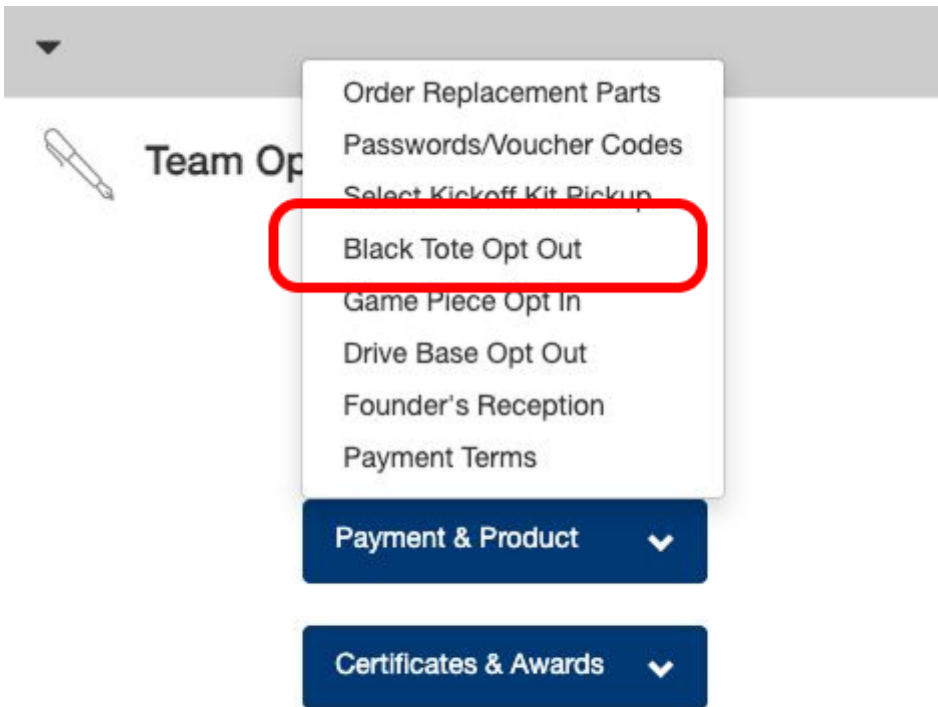 Order Replacement Parts
Passwords/Voucher Codes
Team Op
Select Kickoff Kit Pickup
Black Tote Opt Out
Game Piece Opt In
Drive Base Opt Out
Founder's Reception
Payment Terms
Payment & Product
Certificates & Awards